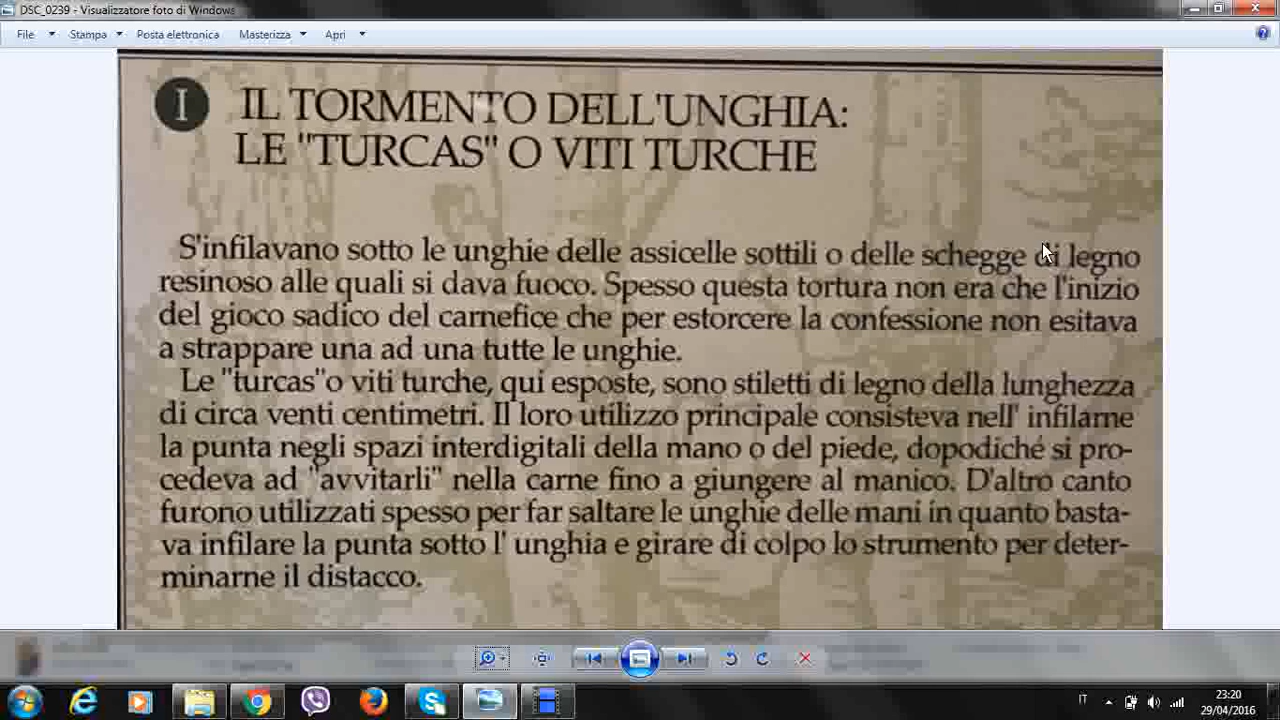 DSC_0239 - Visualizzatore foto di Windows
File Stampa Posta elettronica Masterizza Apri
I IL TORMENTO DELL'UNGHIA:
LE "TURCAS" O VITI TURCHE
S'infilavano sotto le unghie delle assicelle sottili o delle schegge di legno
resinoso alle quali si dava fuoco. Spesso questa tortura non era che l'inizio
del gioco sadico del carnefice che per estorcere la confessione non esitava
a strappare una ad una tutte le unghie.
Le "turcas"o viti turche, qui esposte, sono stiletti di legno della lunghezza
di circa venti centimetri. Il loro utilizzo principale consisteva nell' infilarne
la punta negli spazi interdigitali della mano o del piede, dopodiché si pro-
cedeva ad "avvitarli" nella carne fino a giungere al manico. D'altro canto
furono utilizzati spesso per far saltare le unghie delle mani in quanto basta-
va infilare la punta sotto l' unghia e girare di colpo lo strumento per deter-
minarne il distacco.
IT
23:20
29/04/2016